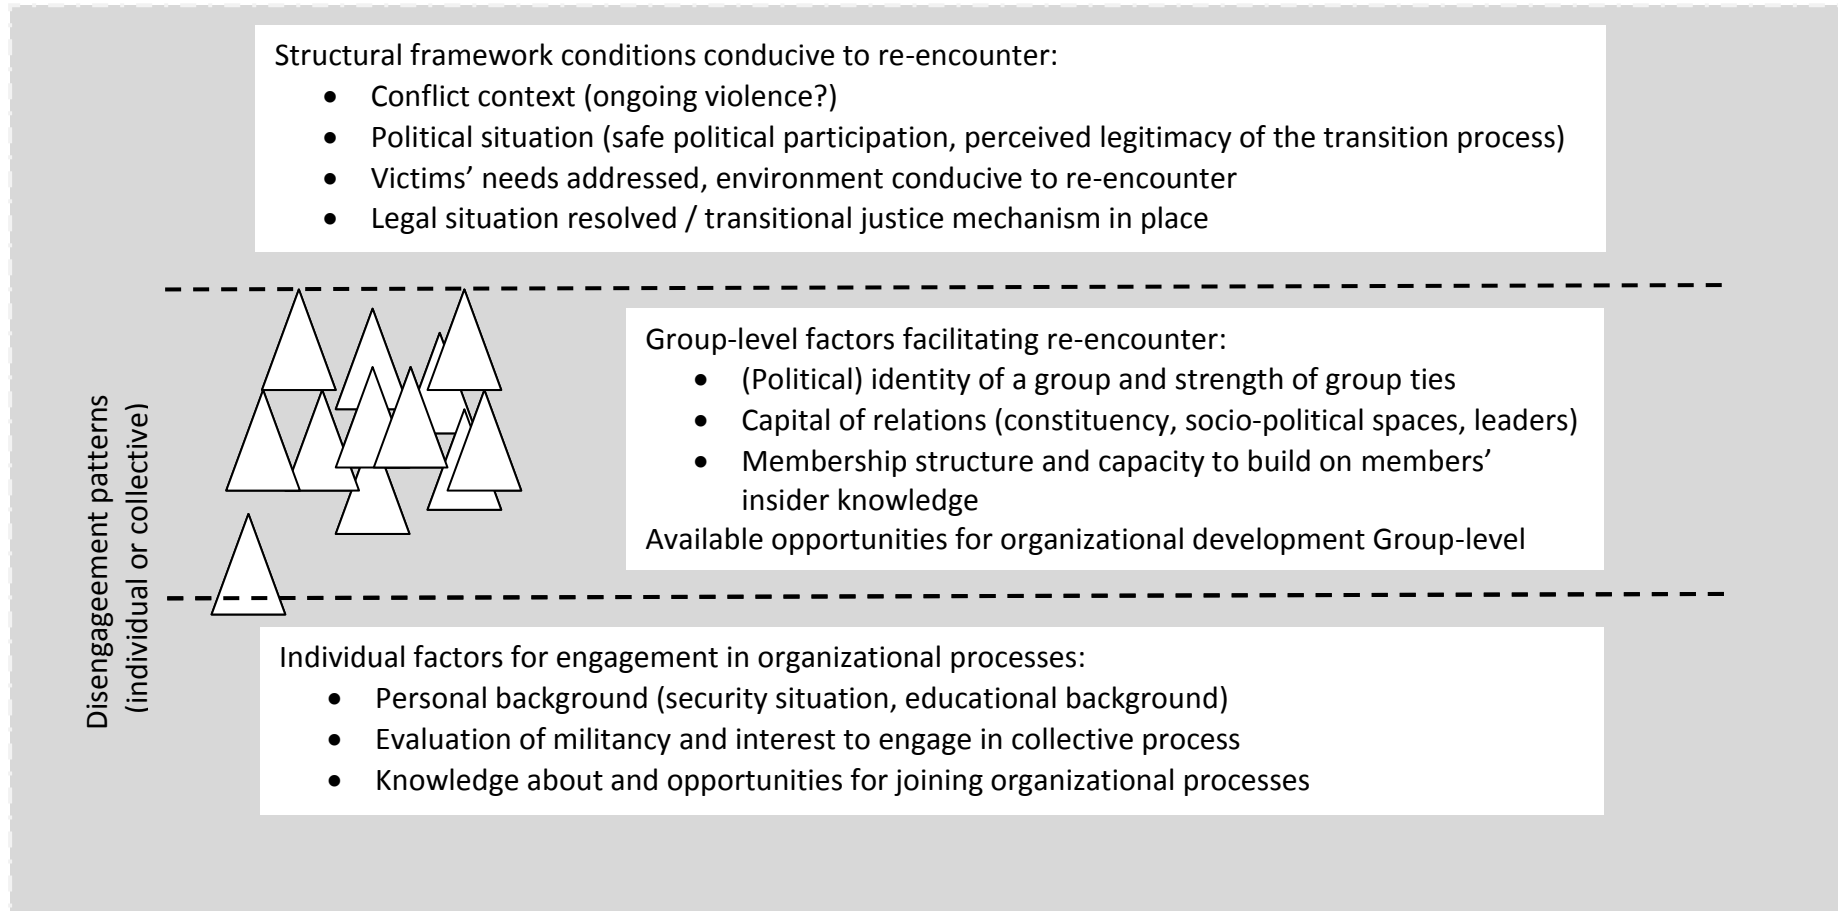 Structural framework conditions conducive to re-encounter:
• Conflict context (ongoing violence?)
• Political situation (safe political participation, perceived legitimacy of the transition process)
• Victims’ needs addressed, environment conducive to re-encounter
• Legal situation resolved / transitional justice mechanism in place
Disengageement patterns
(individual or collective)
Group-level factors facilitating re-encounter:
• (Political) identity of a group and strength of group ties
• Capital of relations (constituency, socio-political spaces, leaders)
• Membership structure and capacity to build on members’
insider knowledge
Available opportunities for organizational development Group-level
Individual factors for engagement in organizational processes:
• Personal background (security situation, educational background)
• Evaluation of militancy and interest to engage in collective process
• Knowledge about and opportunities for joining organizational processes